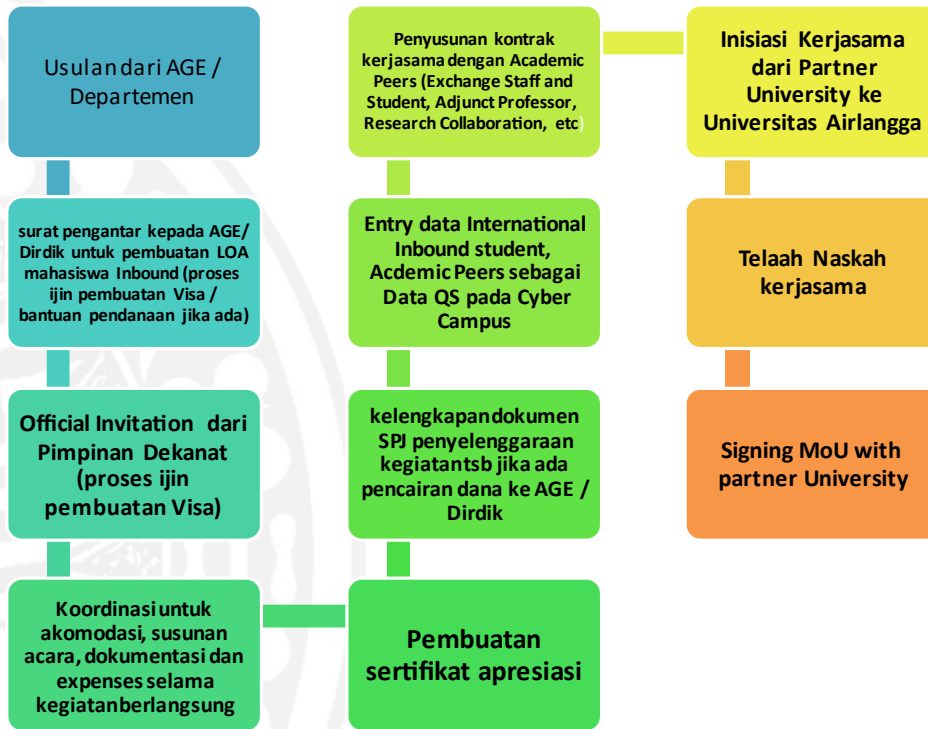 Usulan dari AGE /
Departemen
surat pengantar kepada AGE/
Dirdik untuk pembuatan LOA
mahasiswa Inbound (proses
ijin pembuatan Visa /
bantuan pendanaan jika ada)
Official Invitation dari
Pimpinan Dekanat
(proses ijin
pembuatan Visa)
Koordinasi untuk
akomodasi, susunan
acara, dokumentasi dan
expenses selama
kegiatan berlangsung
Pembuatan
sertifikat apresiasi
kelengkapan dokumen
SPJ penyelenggaraan
kegiatan tsb jika ada
pencairan dana ke AGE /
Dirdik
Entry data International
Inbound student,
Acdemic Peers sebagai
Data QS pada Cyber
Campus
Penyusunan kontrak
kerjasama dengan Academic
Peers (Exchange Staff and
Student, Adjunct Professor,
Research Collaboration, etc)
Inisiasi Kerjasama
dari Partner
University ke
Universitas Airlangga
Telaah Naskah
kerjasama
Signing MoU with
partner University